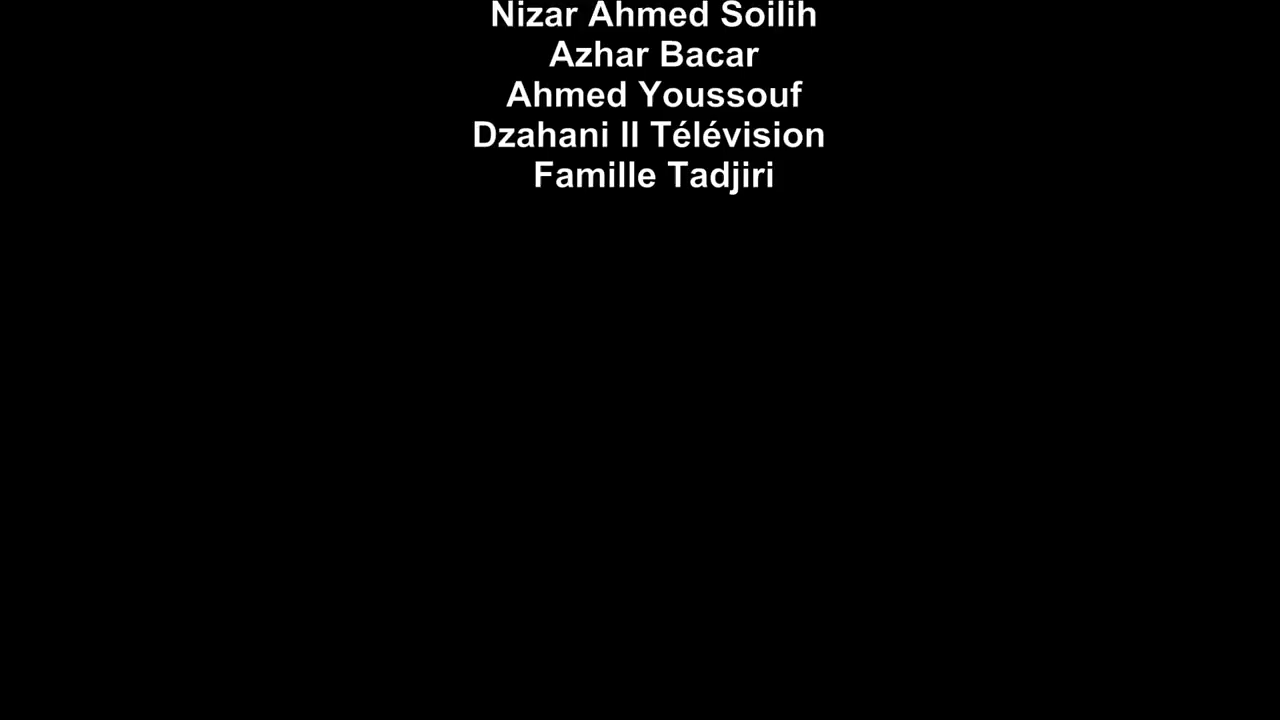 Nizar Ahmed Soilih
Azhar Bacar
Ahmed Youssouf
Dzahani II Télévision
Famille Tadjiri